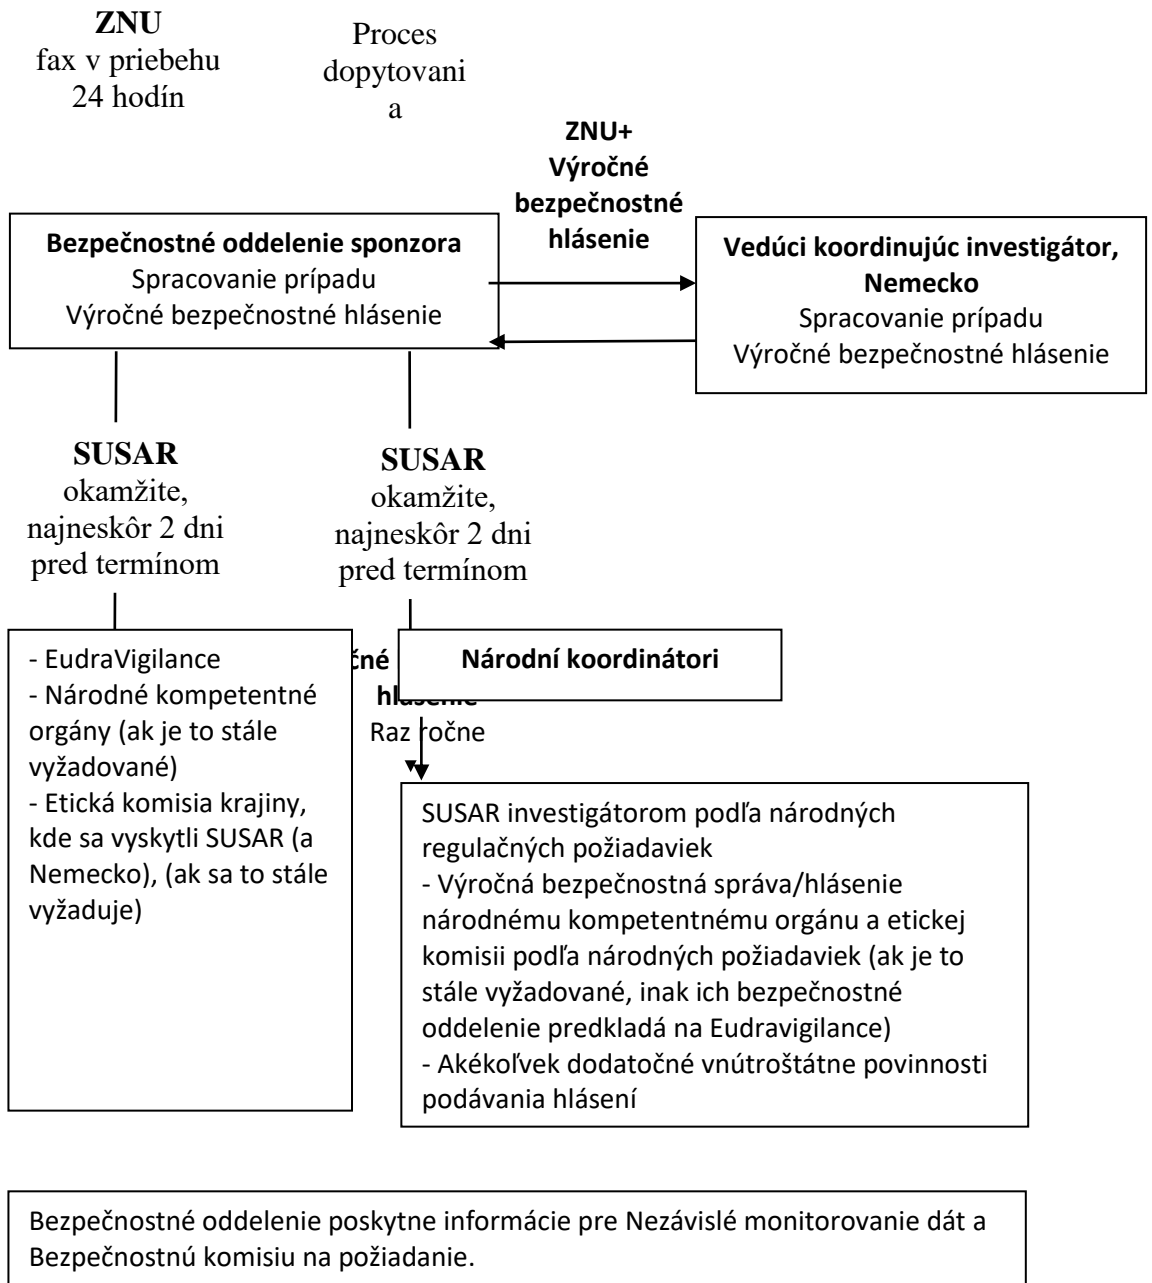 ZNU
fax v priebehu
24 hodín
Proces
dopytovani
a
ZNU+
Výročné
bezpečnostné
hlásenie
Bezpečnostné oddelenie sponzora
Spracovanie prípadu
Výročné bezpečnostné hlásenie
Vedúci koordinujúc investigátor,
Nemecko
Spracovanie prípadu
Výročné bezpečnostné hlásenie
SUSAR
okamžite,
najneskôr 2 dni
pred termínom
SUSAR
okamžite,
najneskôr 2 dni
pred termínom
- EudraVigilance
- Národné kompetentné
orgány (ak je to stále
vyžadované)
- Etická komisia krajiny,
kde sa vyskytli SUSAR (a
Nemecko), (ak sa to stále
vyžaduje)
Národní koordinátori
Raz ročne
SUSAR investigátorom podľa národných
regulačných požiadaviek
- Výročná bezpečnostná správa/hlásenie
národnému kompetentnému orgánu a etickej
komisii podľa národných požiadaviek (ak je to
stále vyžadované, inak ich bezpečnostné
oddelenie predkladá na Eudravigilance)
- Akékoľvek dodatočné vnútroštátne povinnosti
podávania hlásení
Bezpečnostné oddelenie poskytne informácie pre Nezávislé monitorovanie dát a
Bezpečnostnú komisiu na požiadanie.